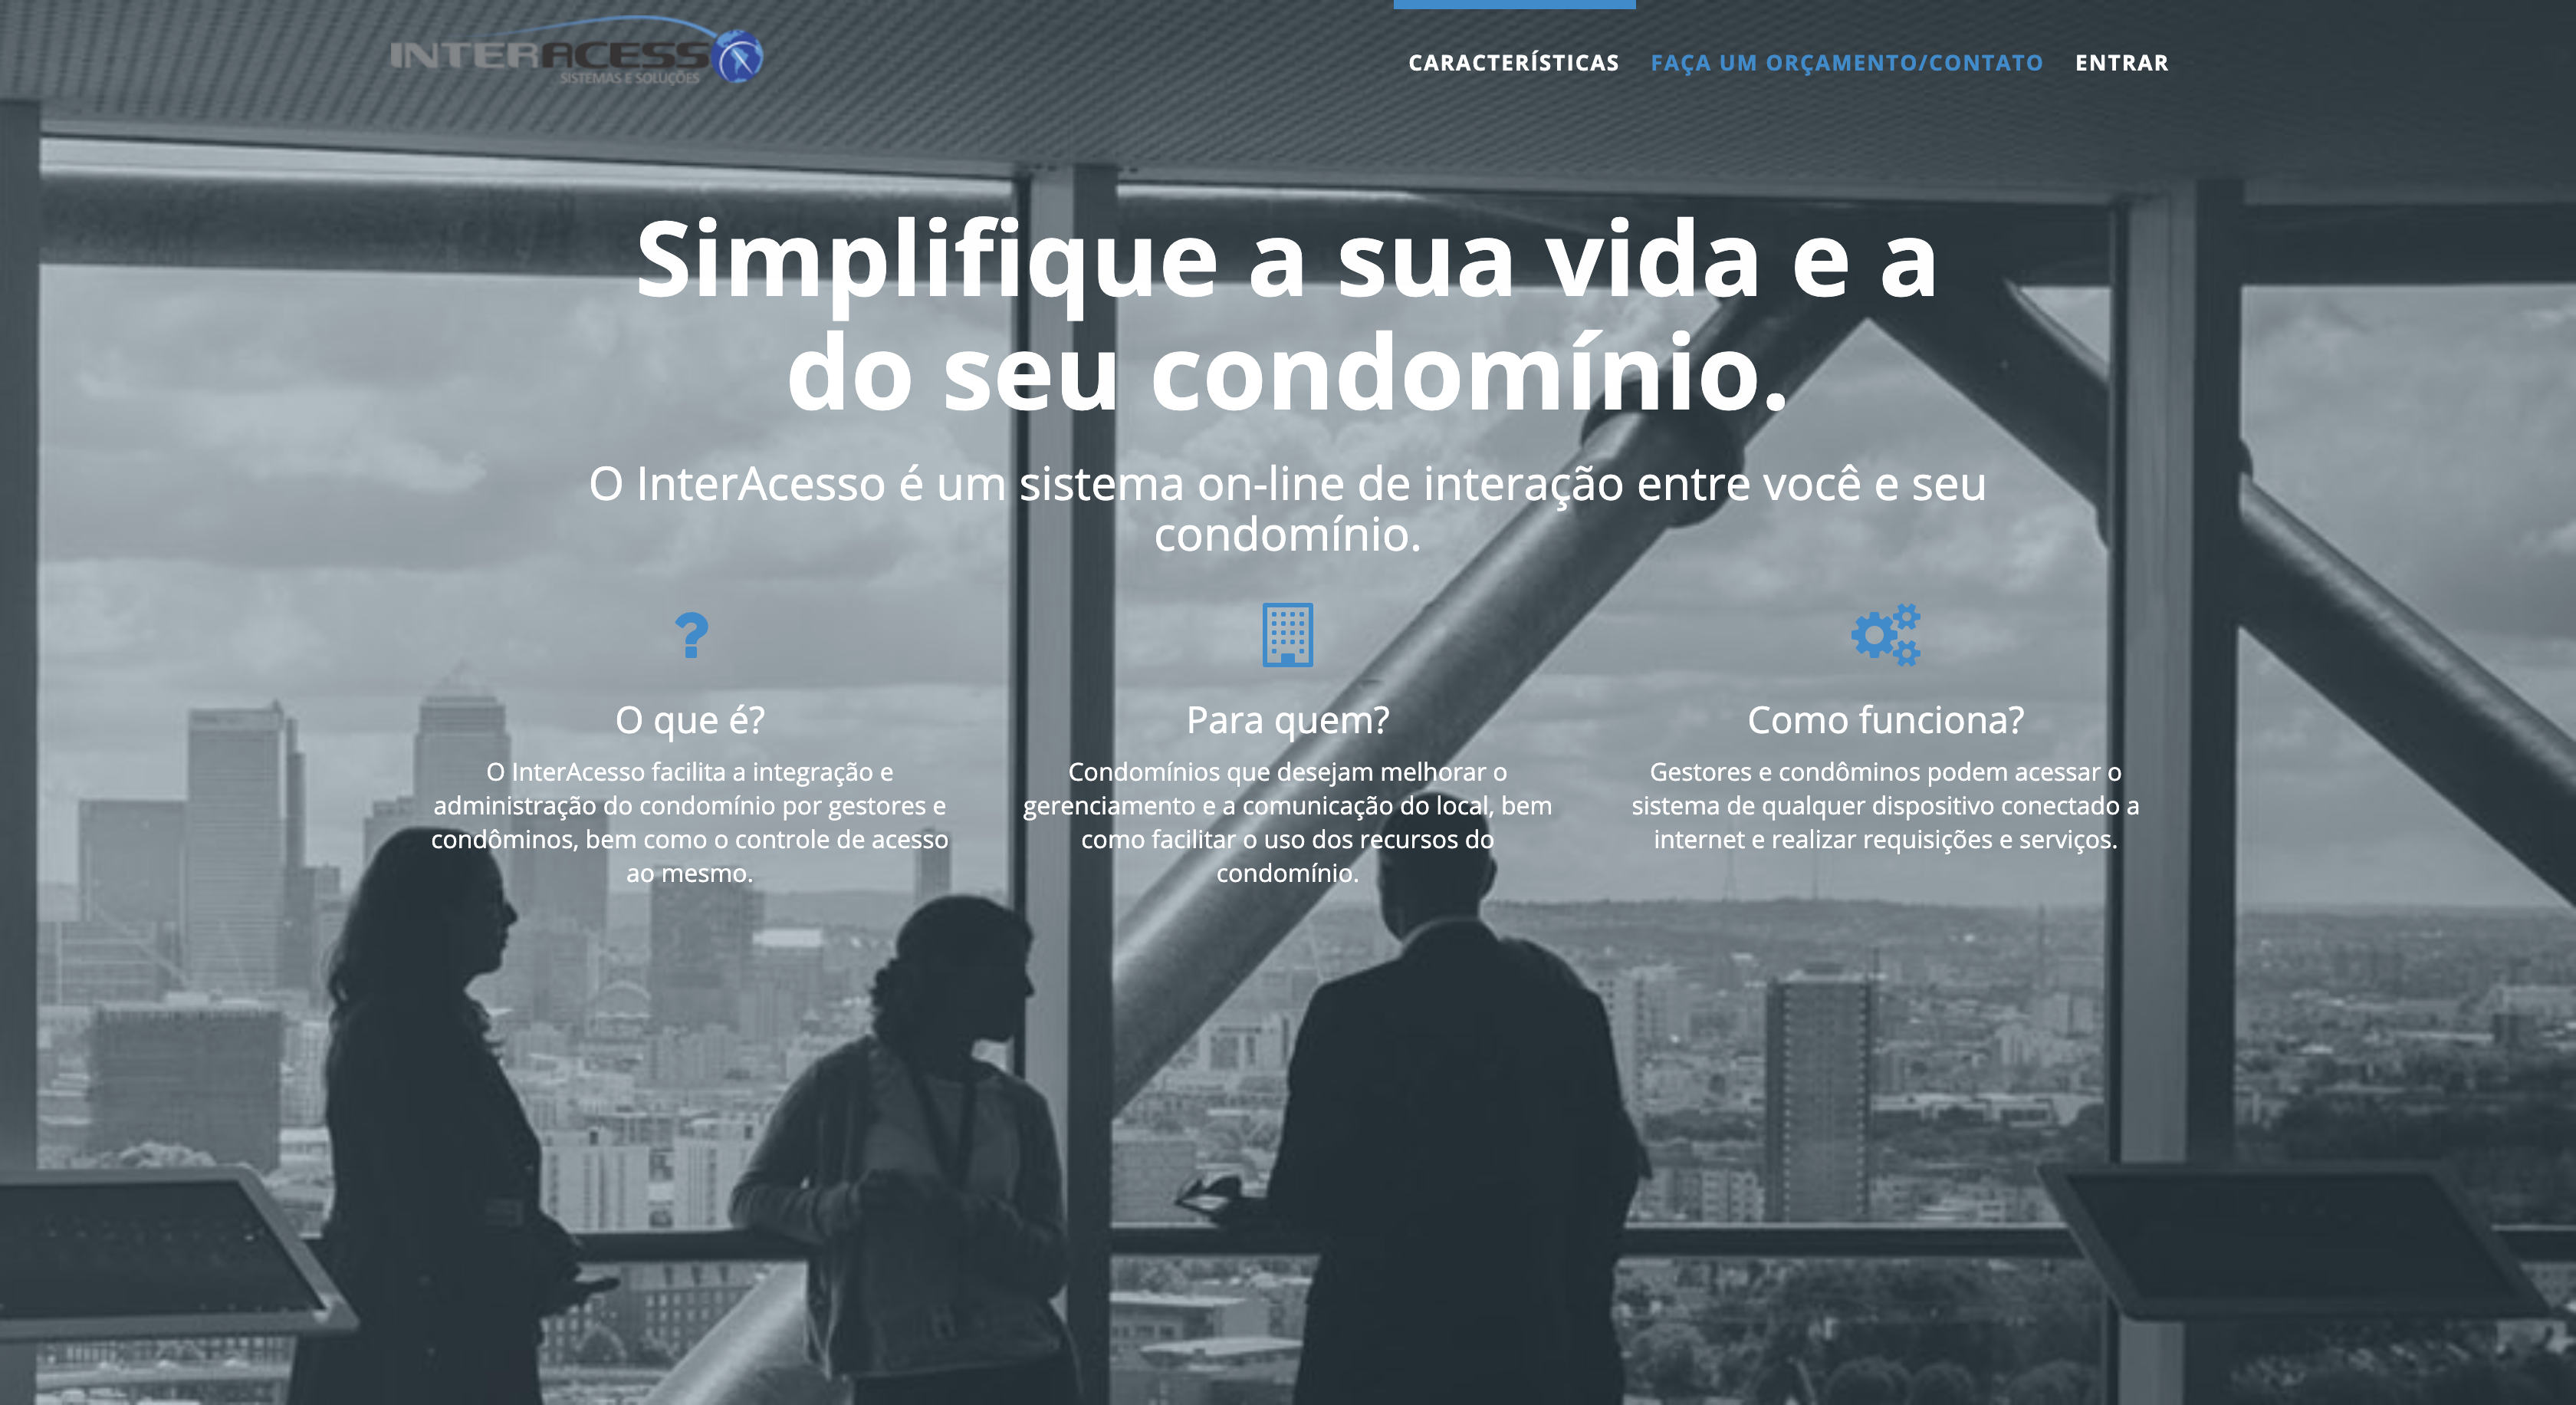 INTERACESSO
SISTEMAS E SOLUÇÕES
CARACTERÍSTICAS
FAÇA UM ORÇAMENTO/CONTATO
ENTRAR
Simplifique a sua vida e a
do seu condomínio.
O InterAcesso é um sistema on-line de interação entre você e seu
condomínio.
O que é?
O InterAcesso facilita a integração e
administração do condomínio por gestores e
condôminos, bem como o controle de acesso
ao mesmo.
Para quem?
Condomínios que desejam melhorar o
gerenciamento e a comunicação do local, bem
como facilitar o uso dos recursos do
condomínio.
Como funciona?
Gestores e condôminos podem acessar o
sistema de qualquer dispositivo conectado a
internet e realizar requisições e serviços.